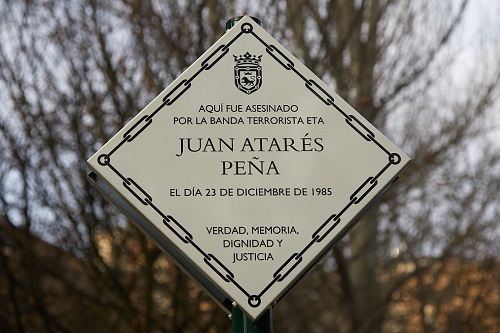 AQUÍ FUE ASESINADO
POR LA BANDA TERRORISTA ETA
JUAN ATARÉS
PEÑA
EL DÍA 23 DE DICIEMBRE DE 1985
VERDAD, MEMORIA,
DIGNIDAD Y
JUSTICIA